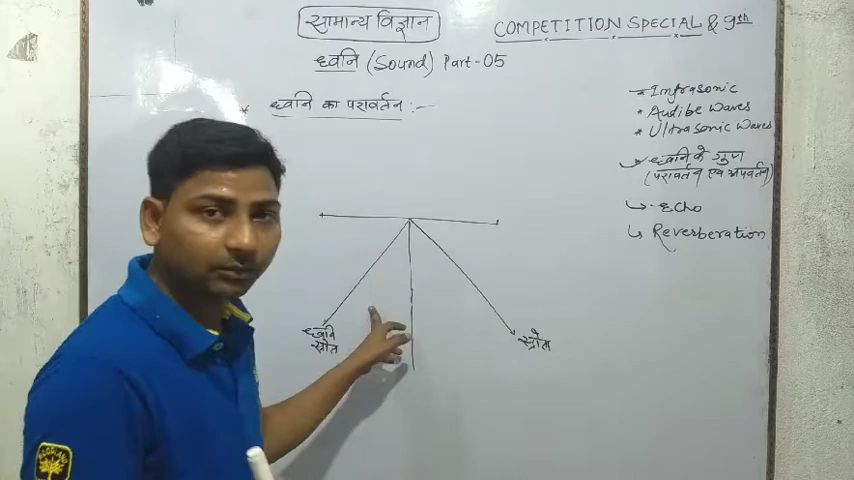 सामान्य विज्ञान
COMPETITION SPECIAL & 9th
ध्वनि (Sound) Part-05
* ध्वनि का परावर्तन :-
* Infrasonic
* Audibe Waves
* Ultrasonic Waves
ध्वनि के गुण
(परावर्तन एवं अपवर्तन)
Echo
Reverberation
ध्वनि
स्रोत
स्रोता
WOODLAND